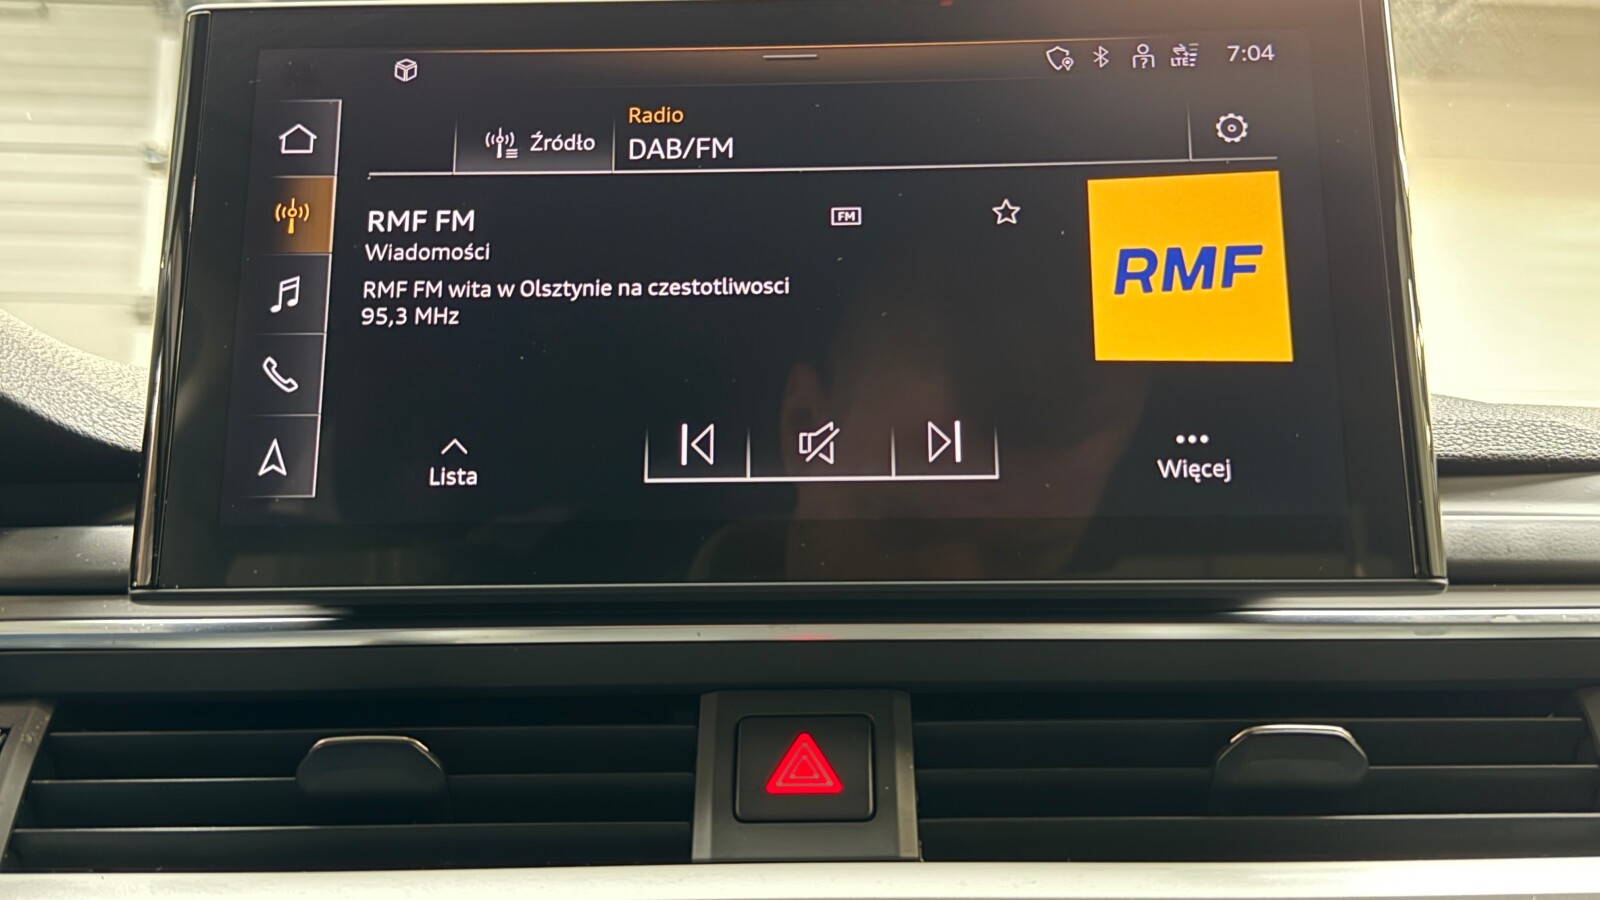 LTE
7:04
Źródło
Radio
DAB/FM
RMF FM
FM
Wiadomości
RMF FM wita w Olsztynie na czestotliwosci
95,3 MHz
RMF
Lista
Więcej